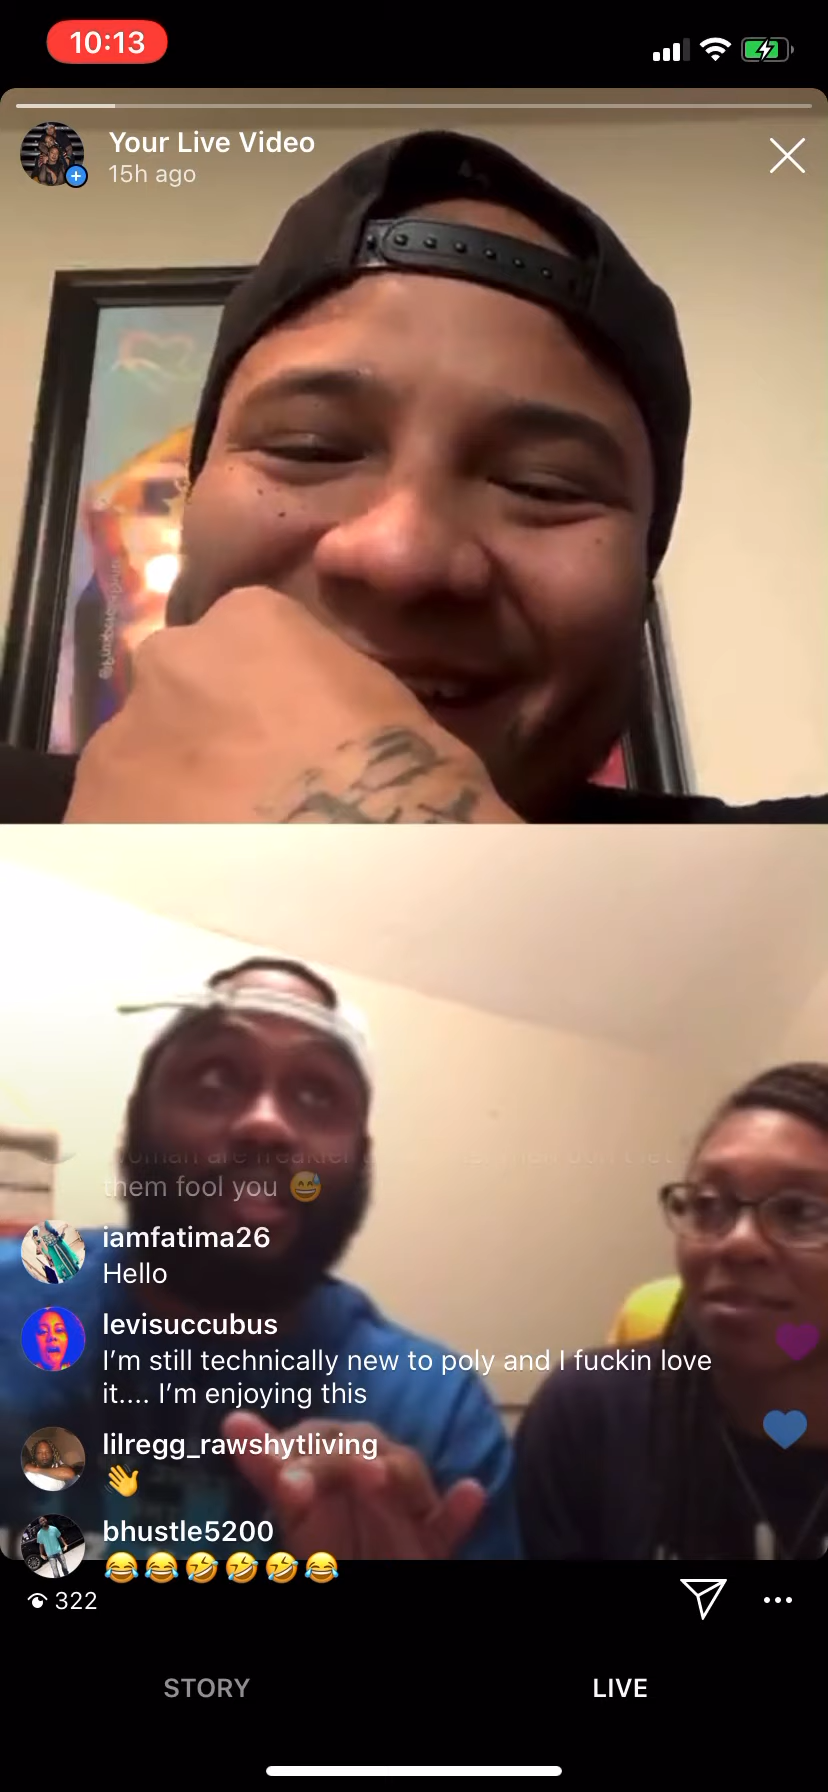 10:13
Your Live Video
15h ago
them fool you 😅
iamfatima26
Hello
levisuccubus
I'm still technically new to poly and I fuckin love
it.... I'm enjoying this
lilregg_rawshytliving
👋
bhustle5200
😂😂🤣🤣🤣😂
322
STORY
LIVE